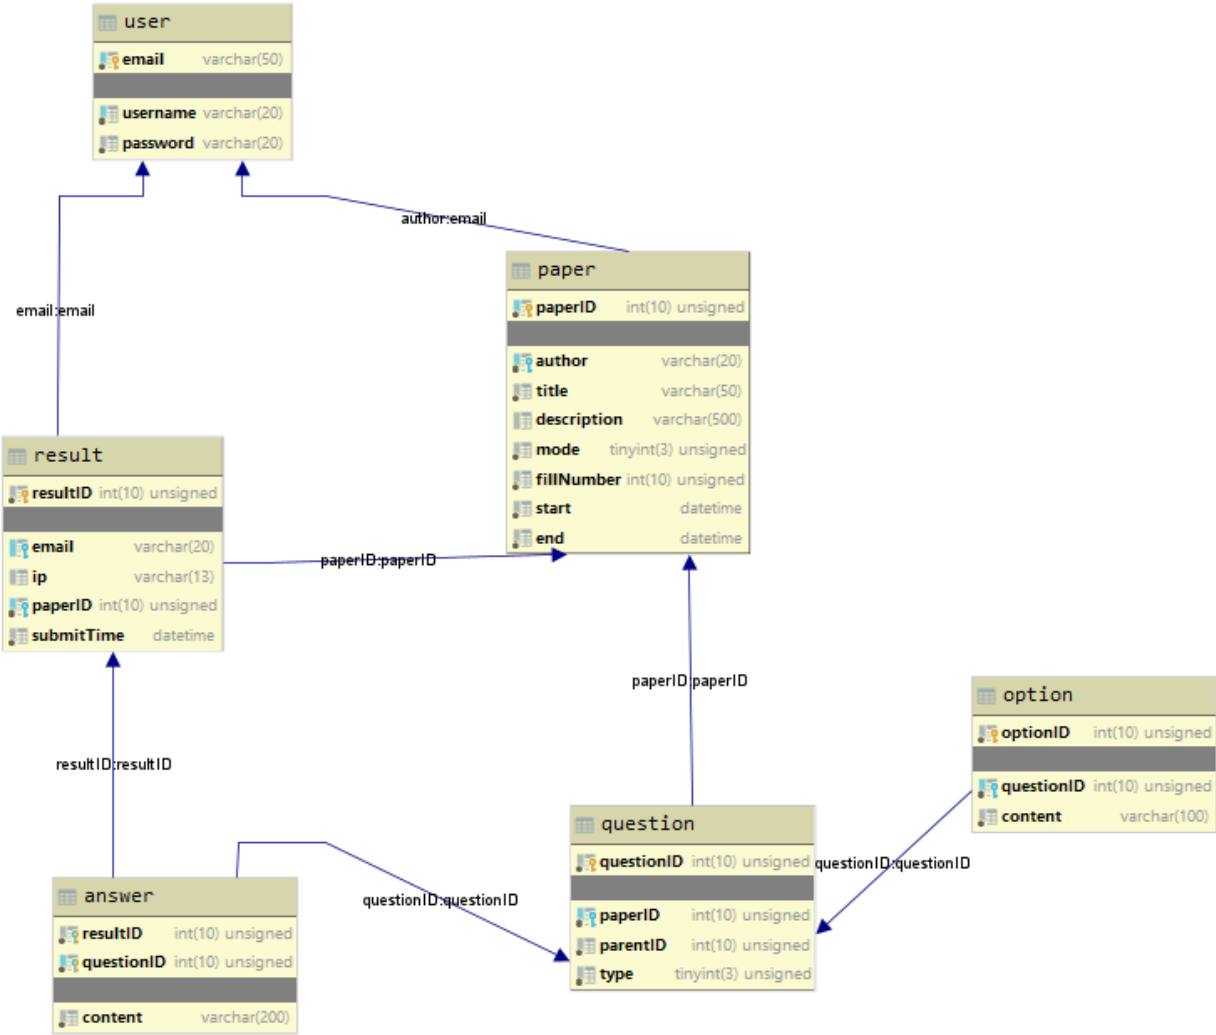 user
email varchar(50)
username varchar(20)
password varchar(20)
author:email
email:email
paper
paperID int(10) unsigned
author varchar(20)
title varchar(50)
description varchar(500)
mode tinyint(3) unsigned
fillNumber int(10) unsigned
start datetime
end datetime
result
resultID int(10) unsigned
email varchar(20)
ip varchar(13)
paperID int(10) unsigned
submitTime datetime
paperID:paperID
paperID:paperID
resultID:resultID
option
optionID int(10) unsigned
questionID int(10) unsigned
content varchar(100)
question
questionID int(10) unsigned
paperID int(10) unsigned
parentID int(10) unsigned
type tinyint(3) unsigned
questionID:questionID
questionID:questionID
answer
resultID int(10) unsigned
questionID int(10) unsigned
content varchar(200)